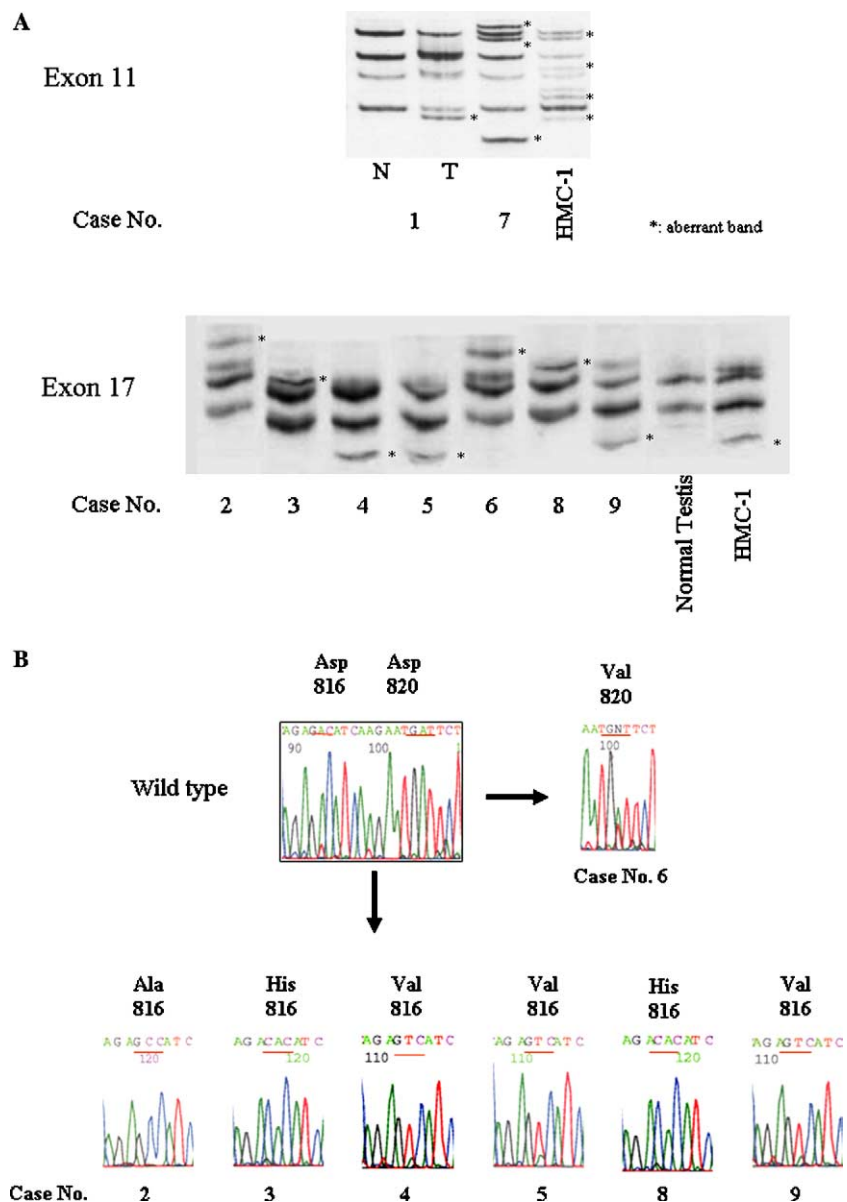 A
Exon 11
* * * * * * * *
N T
Case No. 1 7 HMC-1
*: aberrant band
Exon 17
* * * * * * * *
Case No. 2 3 4 5 6 8 9 Normal Testis HMC-1
B
Asp 816
Asp 820
Val 820
AGAGACATCAAGAATGATTCT
90 100
AATGNTTCT
100
Wild type
Case No. 6
Ala 816
His 816
Val 816
Val 816
His 816
Val 816
AGAGCCATC
AGACACATC
AGAGTCATC
AGAGTCATC
AGACACATC
AGAGTCATC
120 120 110 110 120 110
Case No. 2 3 4 5 8 9